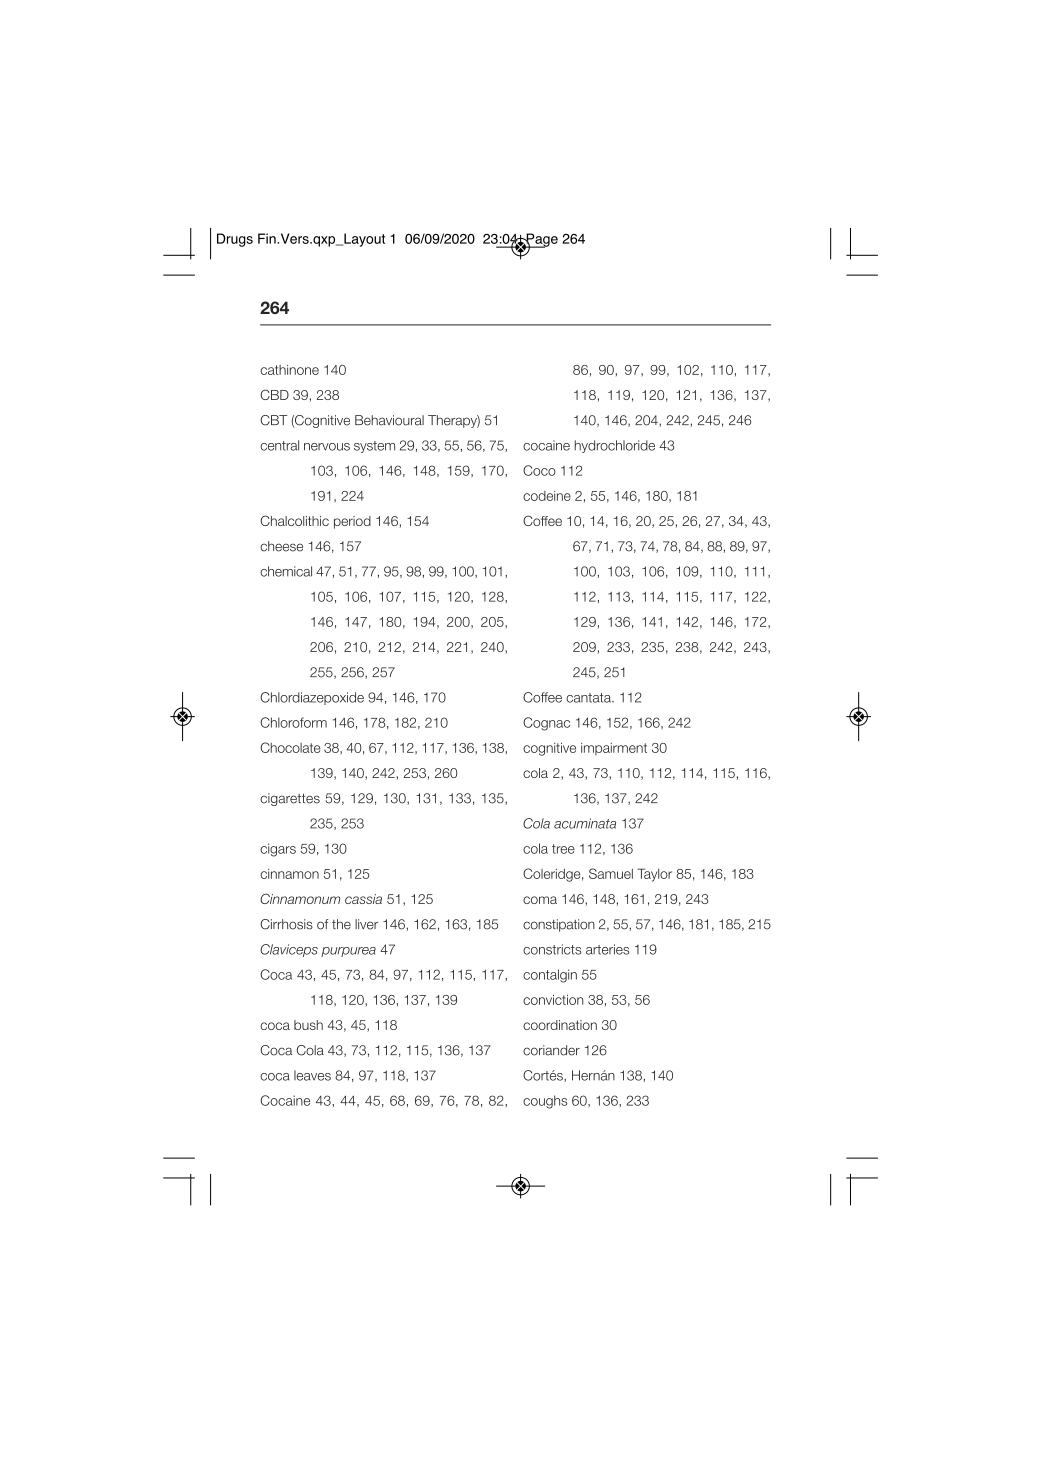 Drugs Fin.Vers.qxp_Layout 1 06/09/2020 23:04 Page 264
264
cathinone 140
CBD 39, 238
CBT (Cognitive Behavioural Therapy) 51
central nervous system 29, 33, 55, 56, 75,
103, 106, 146, 148, 159, 170,
191, 224
Chalcolithic period 146, 154
cheese 146, 157
chemical 47, 51, 77, 95, 98, 99, 100, 101,
105, 106, 107, 115, 120, 128,
146, 147, 180, 194, 200, 205,
206, 210, 212, 214, 221, 240,
255, 256, 257
Chlordiazepoxide 94, 146, 170
Chloroform 146, 178, 182, 210
Chocolate 38, 40, 67, 112, 117, 136, 138,
139, 140, 242, 253, 260
cigarettes 59, 129, 130, 131, 133, 135,
235, 253
cigars 59, 130
cinnamon 51, 125
Cinnamonum cassia 51, 125
Cirrhosis of the liver 146, 162, 163, 185
Claviceps purpurea 47
Coca 43, 45, 73, 84, 97, 112, 115, 117,
118, 120, 136, 137, 139
coca bush 43, 45, 118
Coca Cola 43, 73, 112, 115, 136, 137
coca leaves 84, 97, 118, 137
Cocaine 43, 44, 45, 68, 69, 76, 78, 82,
86, 90, 97, 99, 102, 110, 117,
118, 119, 120, 121, 136, 137,
140, 146, 204, 242, 245, 246
cocaine hydrochloride 43
Coco 112
codeine 2, 55, 146, 180, 181
Coffee 10, 14, 16, 20, 25, 26, 27, 34, 43,
67, 71, 73, 74, 78, 84, 88, 89, 97,
100, 103, 106, 109, 110, 111,
112, 113, 114, 115, 117, 122,
129, 136, 141, 142, 146, 172,
209, 233, 235, 238, 242, 243,
245, 251
Coffee cantata. 112
Cognac 146, 152, 166, 242
cognitive impairment 30
cola 2, 43, 73, 110, 112, 114, 115, 116,
136, 137, 242
Cola acuminata 137
cola tree 112, 136
Coleridge, Samuel Taylor 85, 146, 183
coma 146, 148, 161, 219, 243
constipation 2, 55, 57, 146, 181, 185, 215
constricts arteries 119
contalgin 55
conviction 38, 53, 56
coordination 30
coriander 126
Cortés, Hernán 138, 140
coughs 60, 136, 233